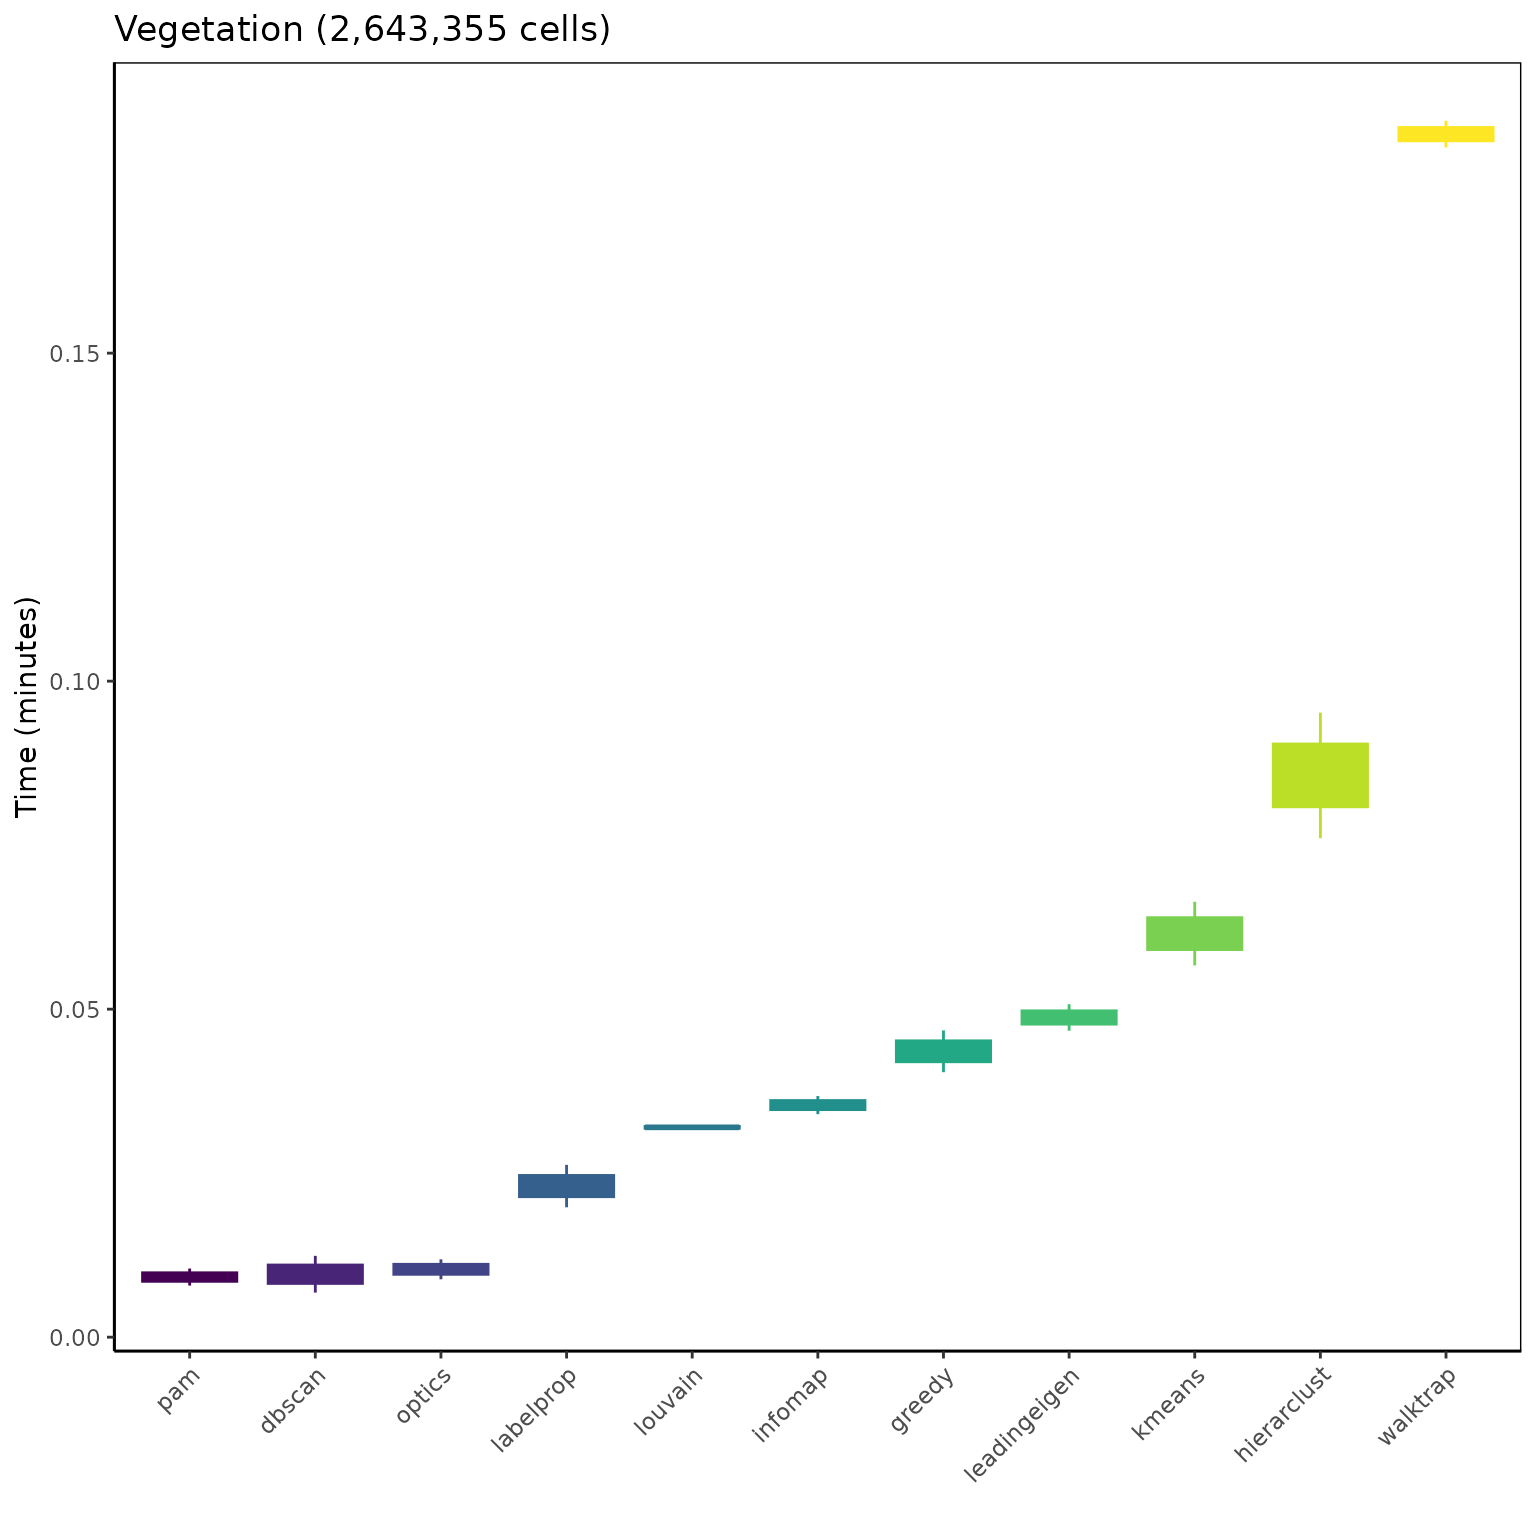 Vegetation (2,643,355 cells)
Time (minutes)
0.15
0.10
0.05
0.00
pam
dbscan
optics
labelprop
louvain
infomap
greedy
leadingeigen
kmeans
hierarclust
walktrap